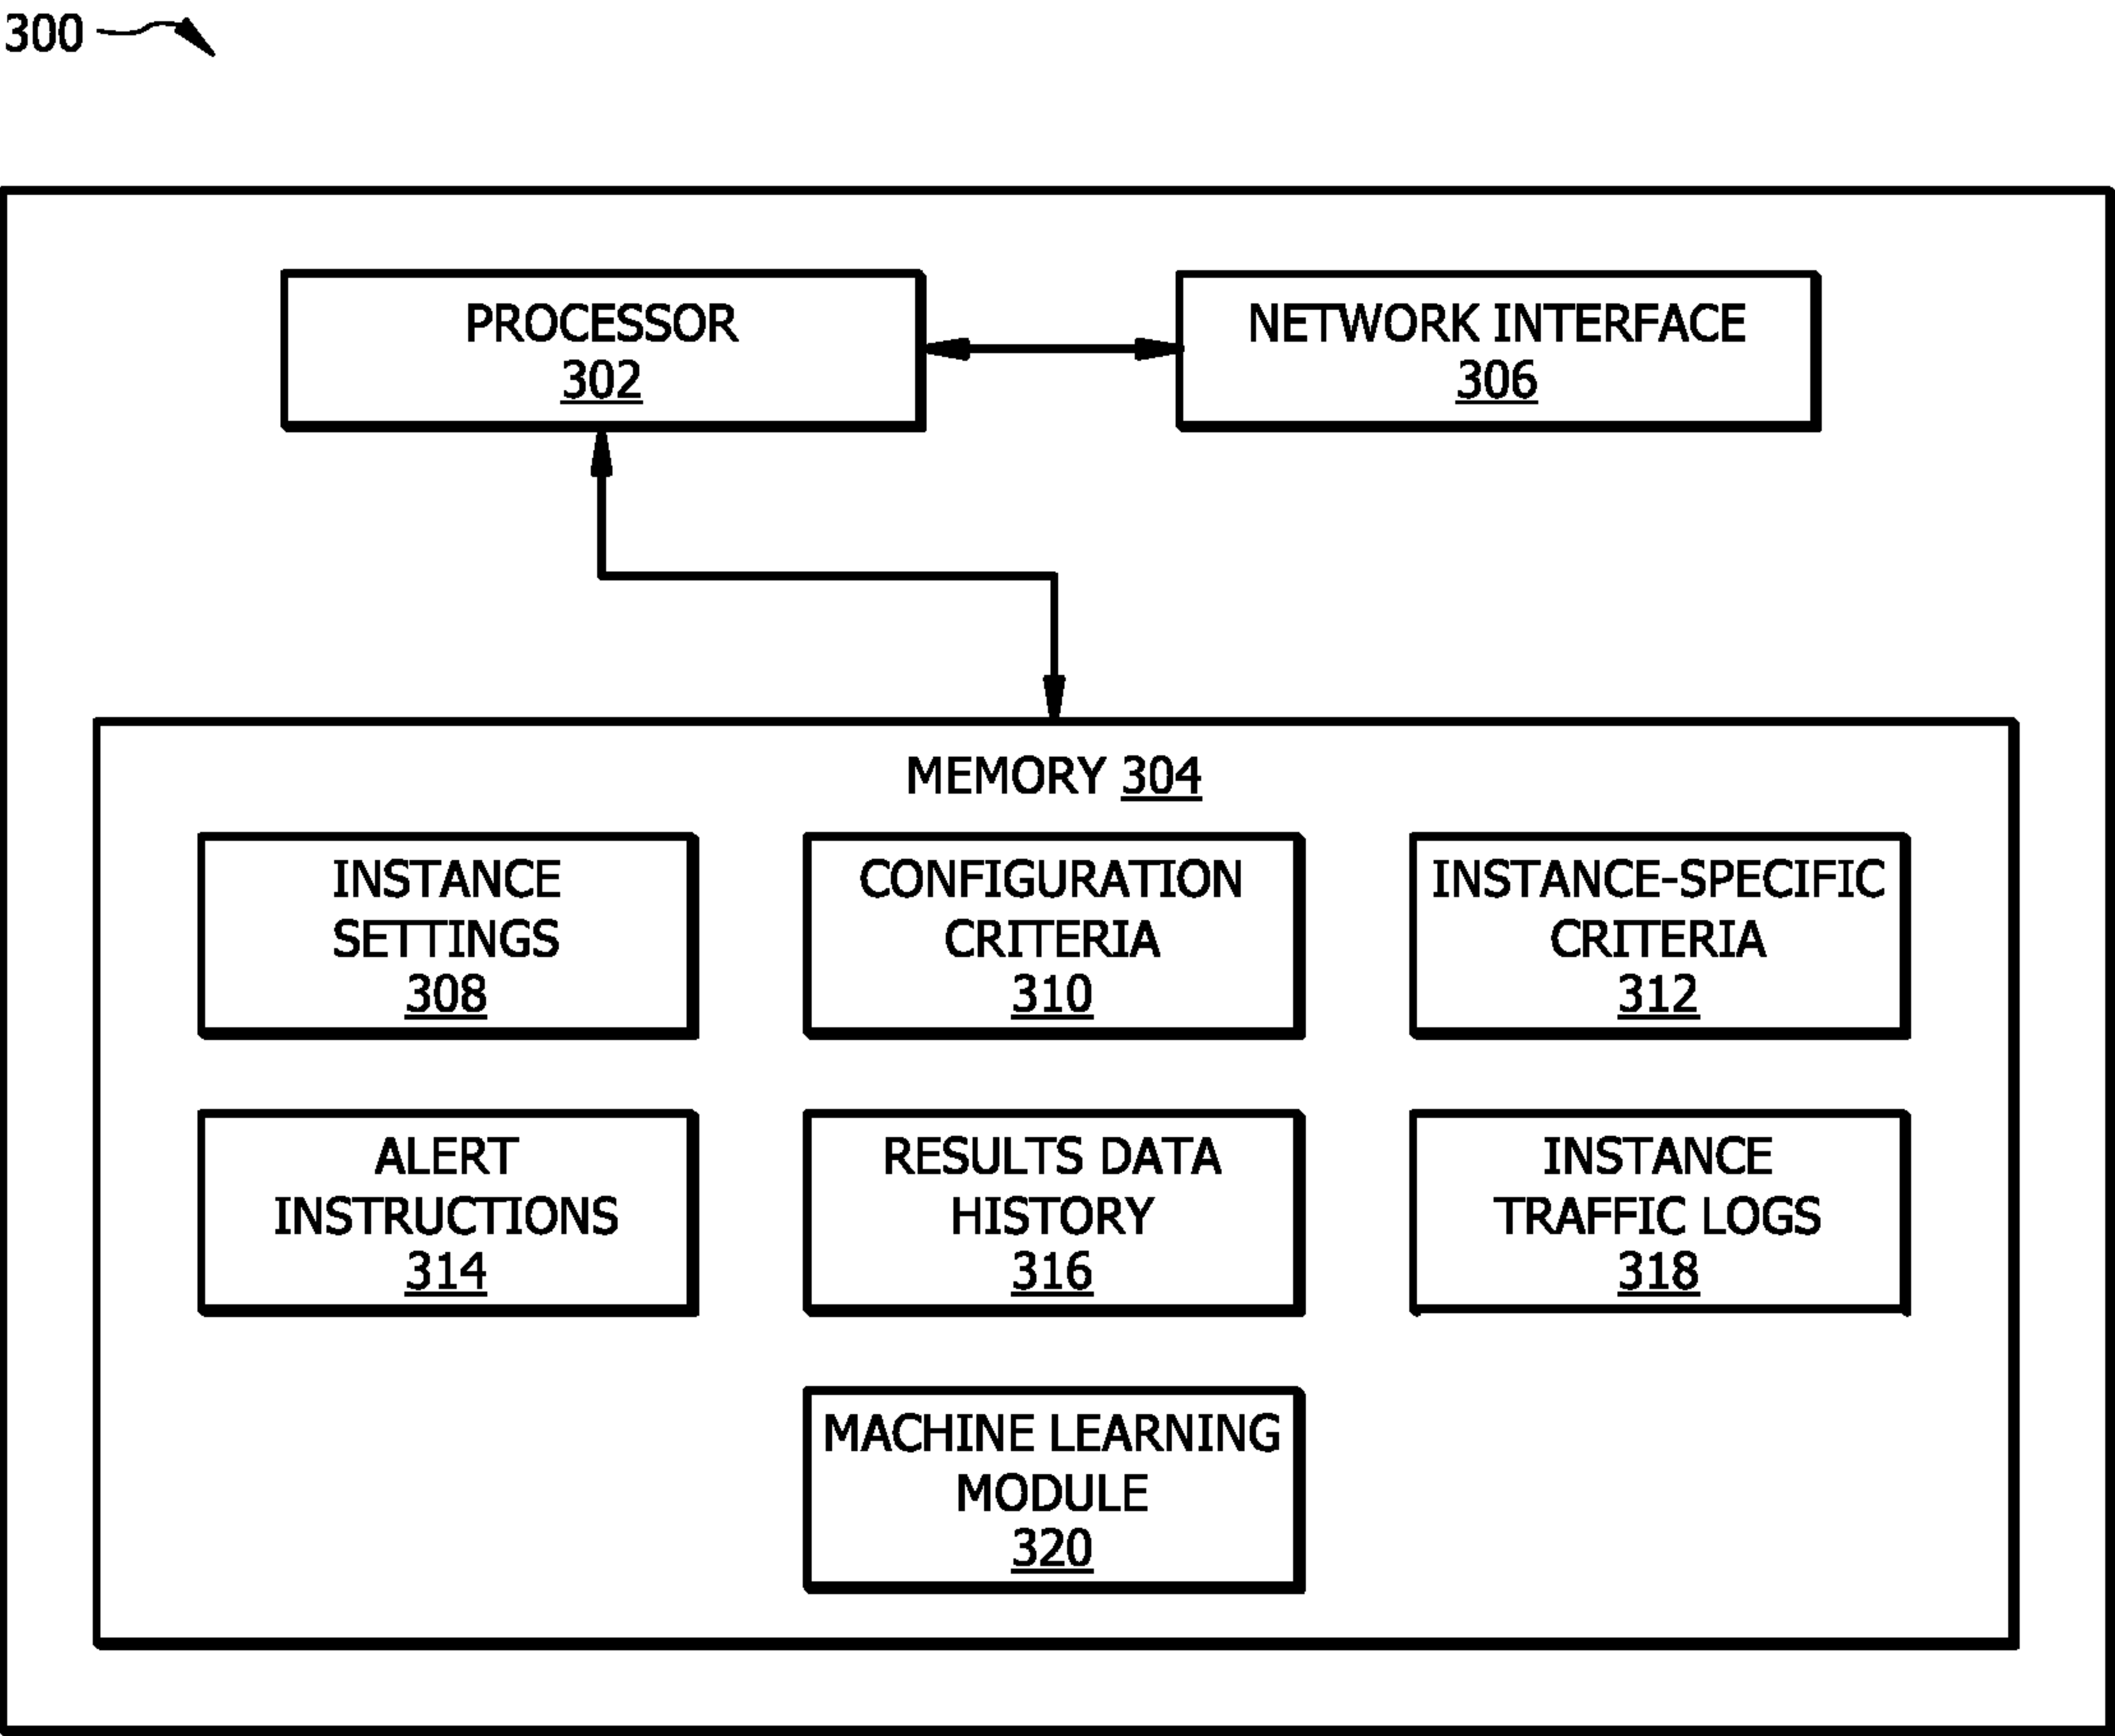 300
PROCESSOR
302
NETWORK INTERFACE
306
MEMORY 304
INSTANCE
SETTINGS
308
CONFIGURATION
CRITERIA
310
INSTANCE-SPECIFIC
CRITERIA
312
ALERT
INSTRUCTIONS
314
RESULTS DATA
HISTORY
316
INSTANCE
TRAFFIC LOGS
318
MACHINE LEARNING
MODULE
320